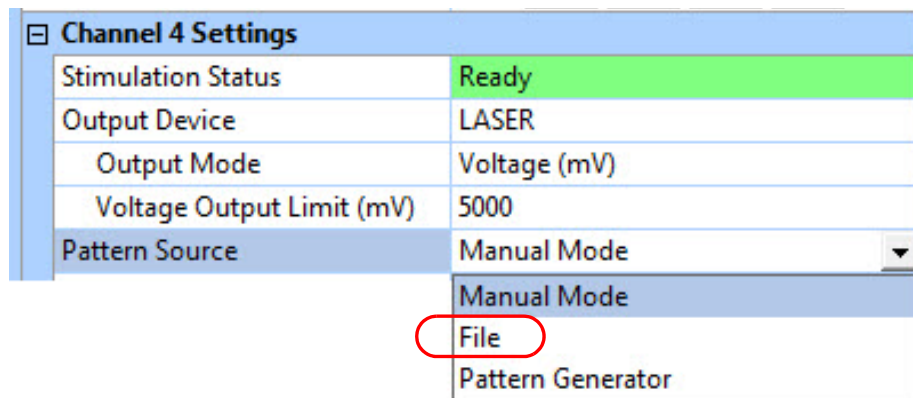 Channel 4 Settings
Stimulation Status Ready
Output Device LASER
Output Mode Voltage (mV)
Voltage Output Limit (mV) 5000
Pattern Source Manual Mode
Manual Mode
File
Pattern Generator